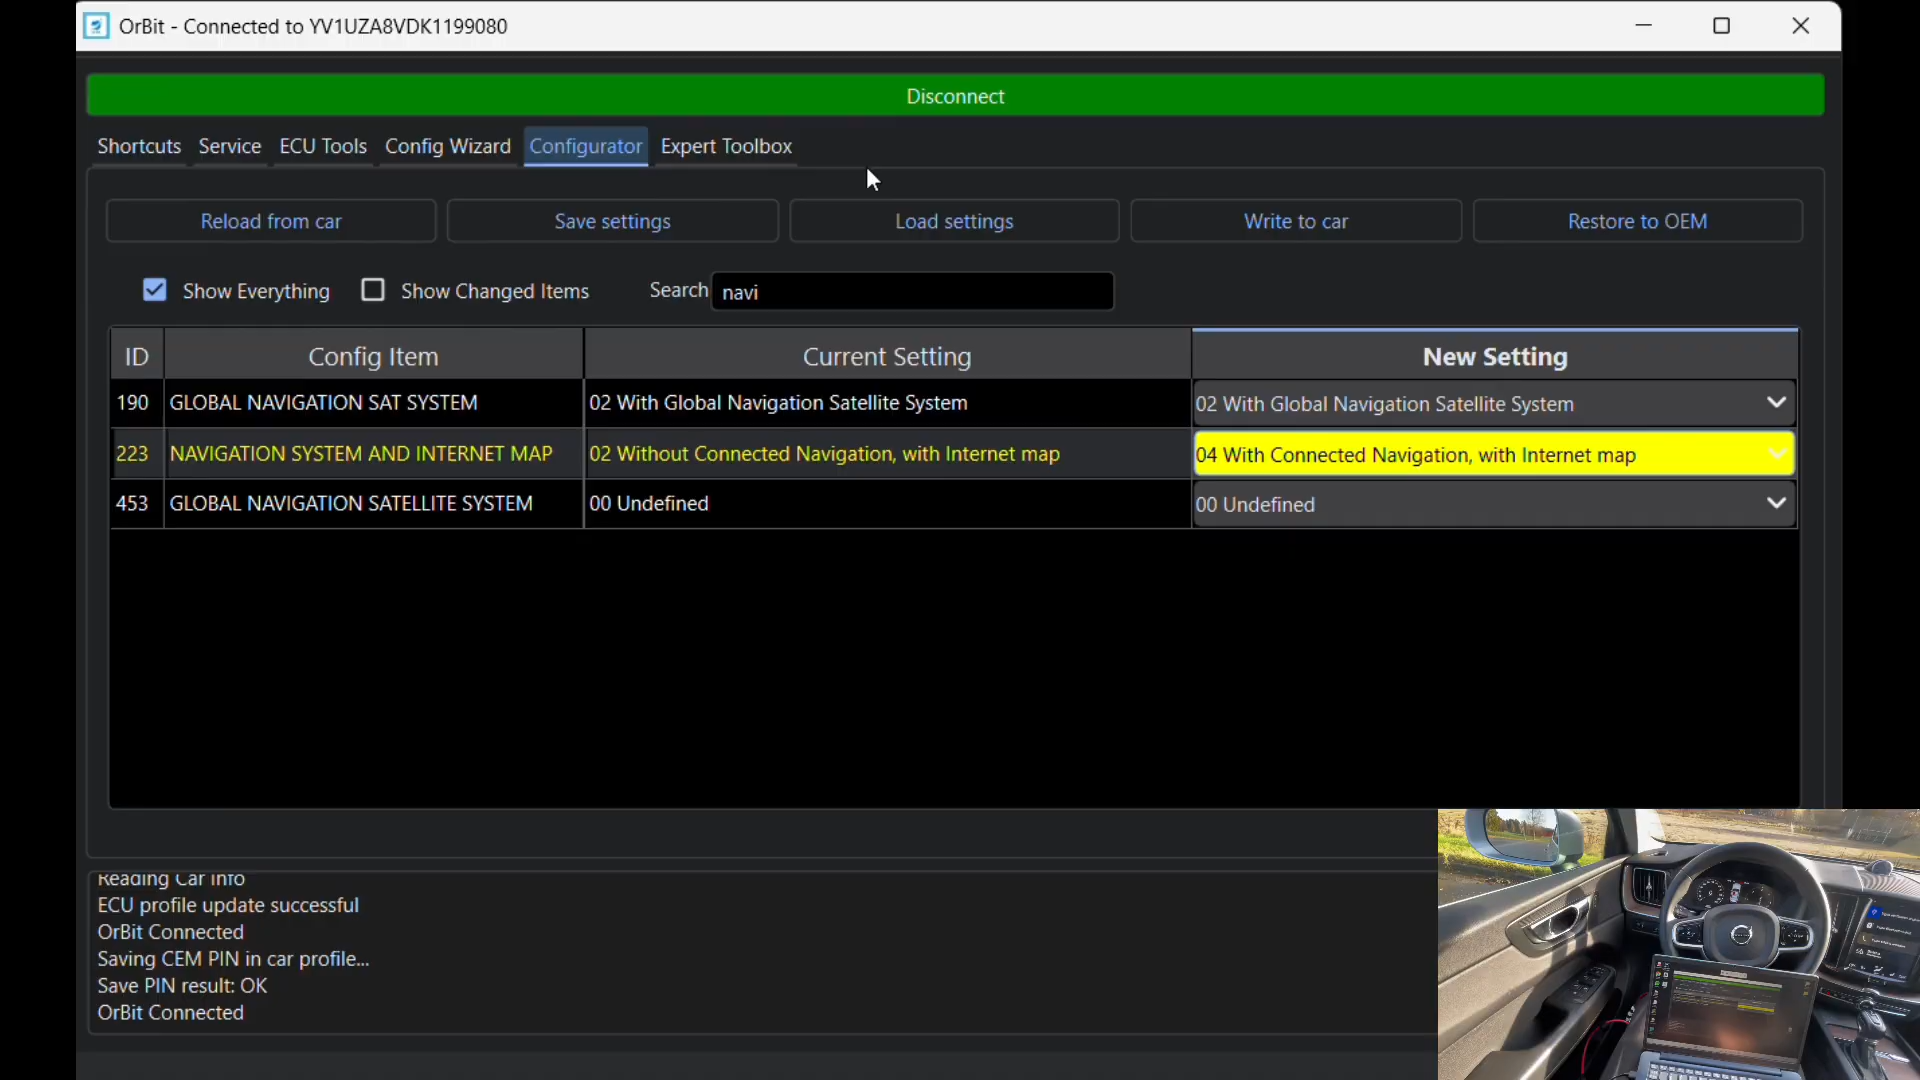 OrBit - Connected to YV1UZA8VDK1199080
Disconnect
Shortcuts Service ECU Tools Config Wizard Configurator Expert Toolbox
Reload from car Save settings Load settings Write to car Restore to OEM
Show Everything Show Changed Items Search navi
ID Config Item Current Setting New Setting
190 GLOBAL NAVIGATION SAT SYSTEM 02 With Global Navigation Satellite System 02 With Global Navigation Satellite System
223 NAVIGATION SYSTEM AND INTERNET MAP 02 Without Connected Navigation, with Internet map 04 With Connected Navigation, with Internet map
453 GLOBAL NAVIGATION SATELLITE SYSTEM 00 Undefined 00 Undefined
Reading Car Info
ECU profile update successful
OrBit Connected
Saving CEM PIN in car profile...
Save PIN result: OK
OrBit Connected